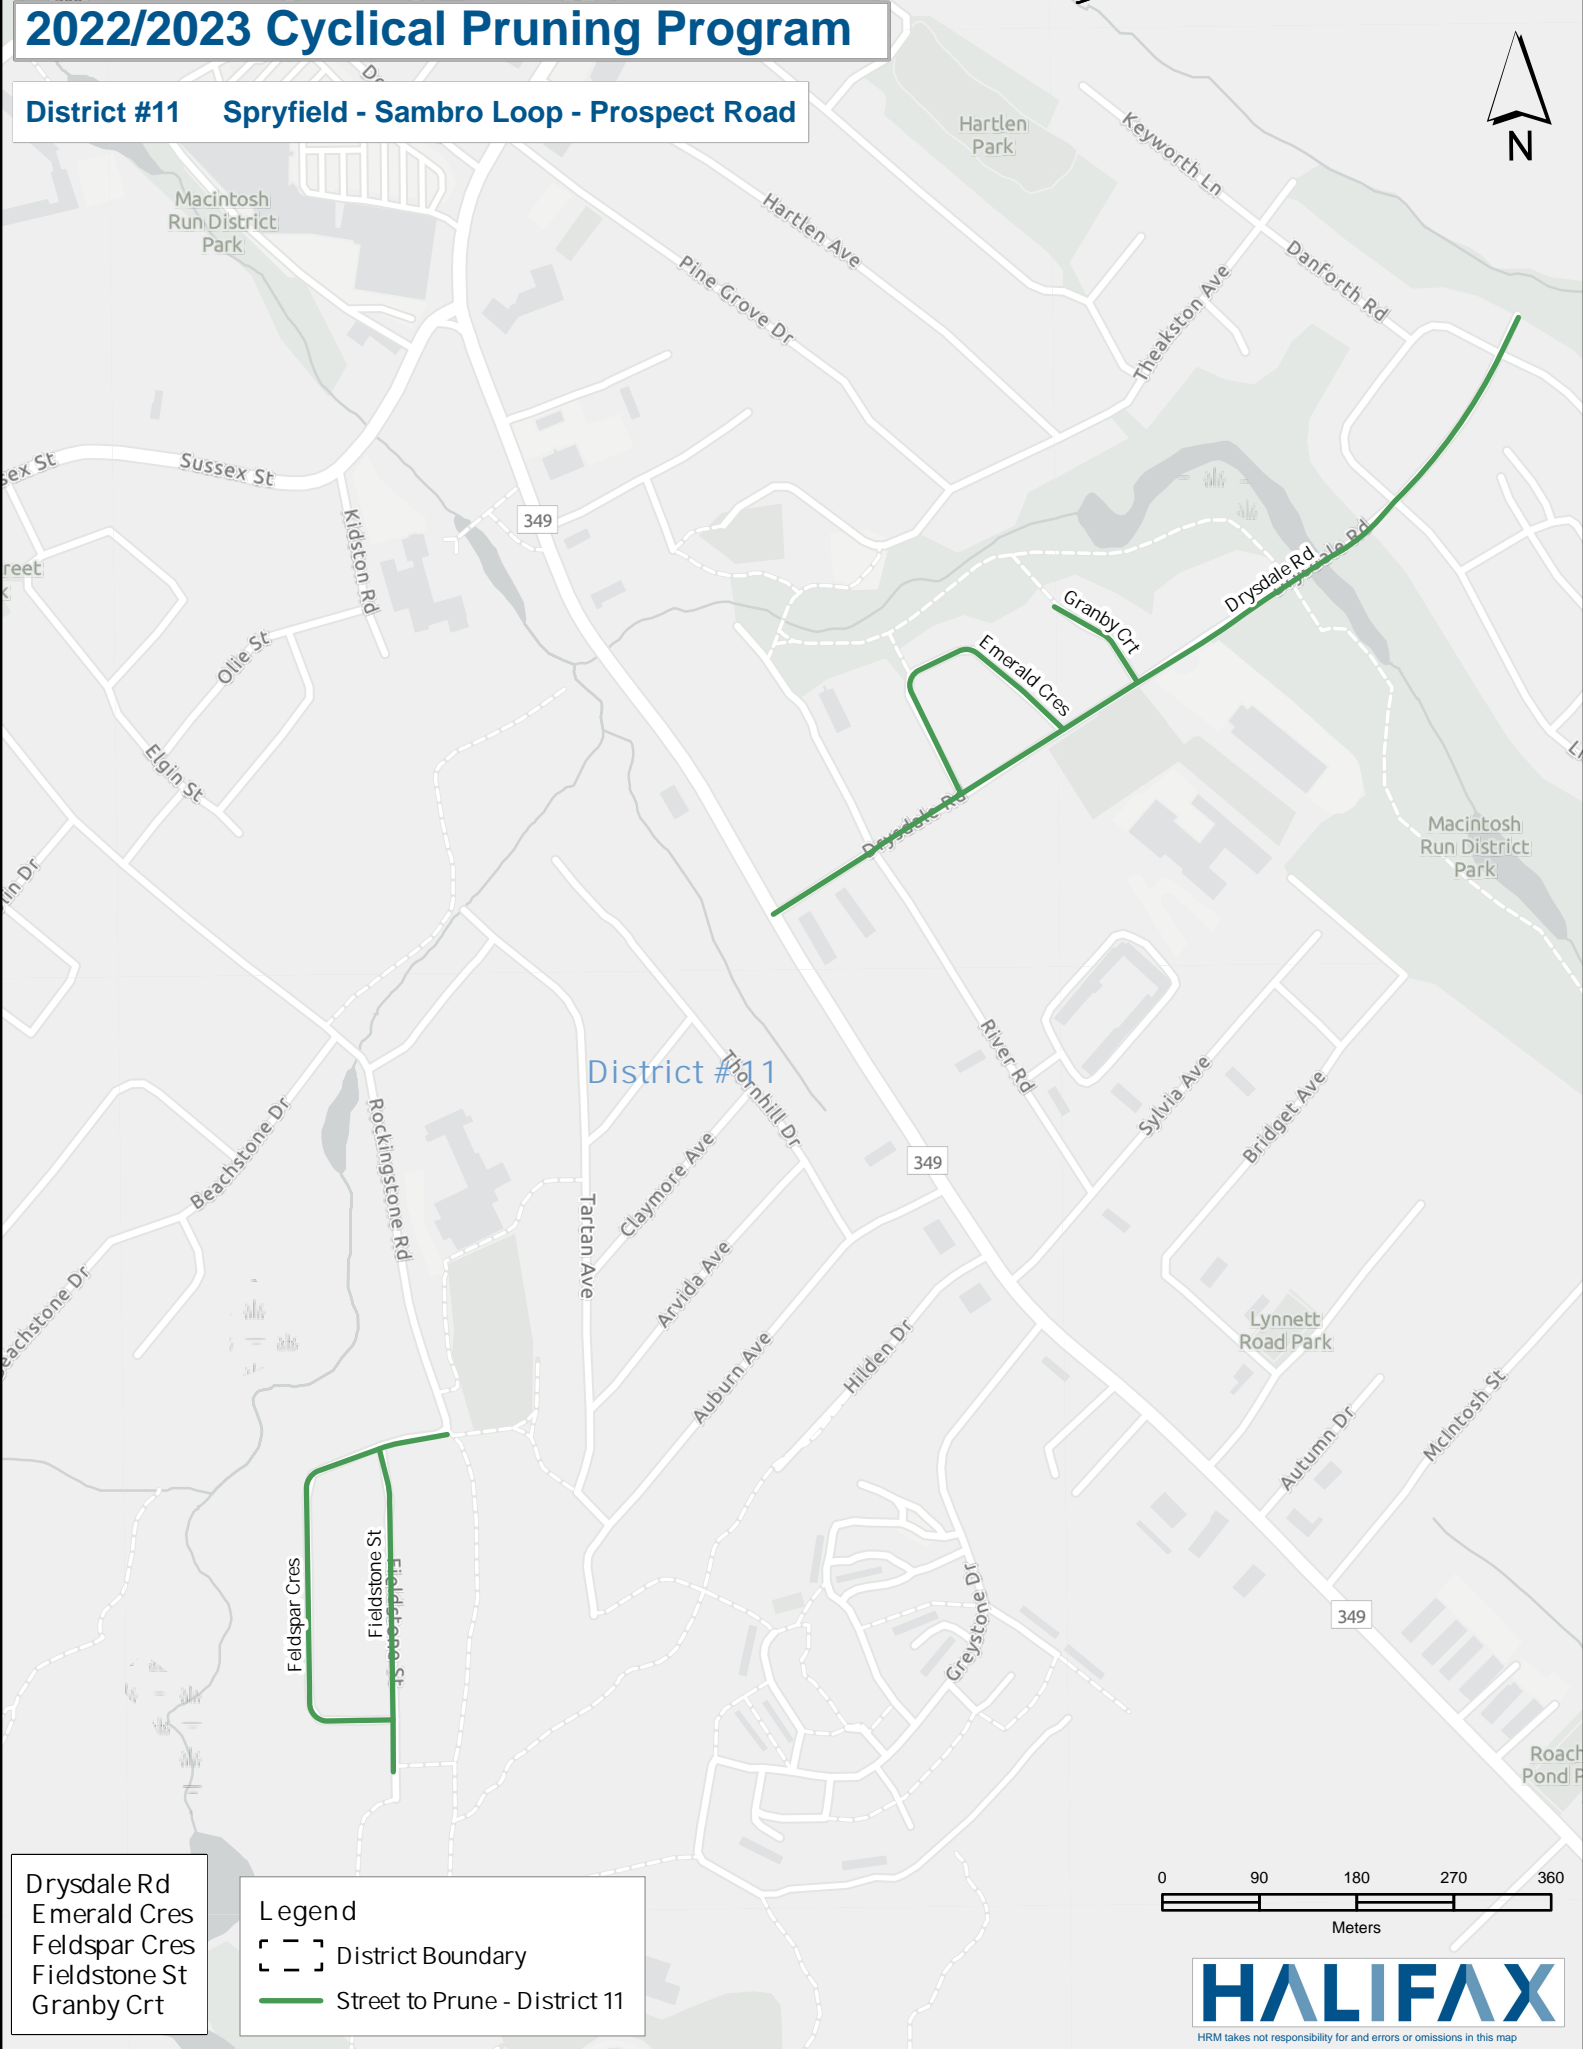 2022/2023 Cyclical Pruning Program
District #11 Spryfield - Sambro Loop - Prospect Road
N
Hartlen
Park
Keyworth Ln
Macintosh
Run District
Park
Hartlen Ave
Pine Grove Dr
Danforth Rd
Theakston Ave
Sussex St
349
Kidston Rd
Drysdale Rd
Granby Crt
Olie St
Emerald Cres
Elgin St
Drysdale Rd
Macintosh
Run District
Park
District #11
Thornhill Dr
River Rd
Sylvia Ave
Bridget Ave
Beachstone Dr
Rockingstone Rd
Claymore Ave
349
Tartan Ave
Arvida Ave
Auburn Ave
Hilden Dr
Lynnett
Road Park
Autumn Dr
McIntosh St
Feldspar Cres
Fieldstone St
Fieldstone St
Greystone Dr
349
Roach
Pond P
Drysdale Rd
Emerald Cres
Feldspar Cres
Fieldstone St
Granby Crt
Legend
District Boundary
Street to Prune - District 11
0 90 180 270 360
Meters
HALIFAX
HRM takes not responsibility for and errors or omissions in this map